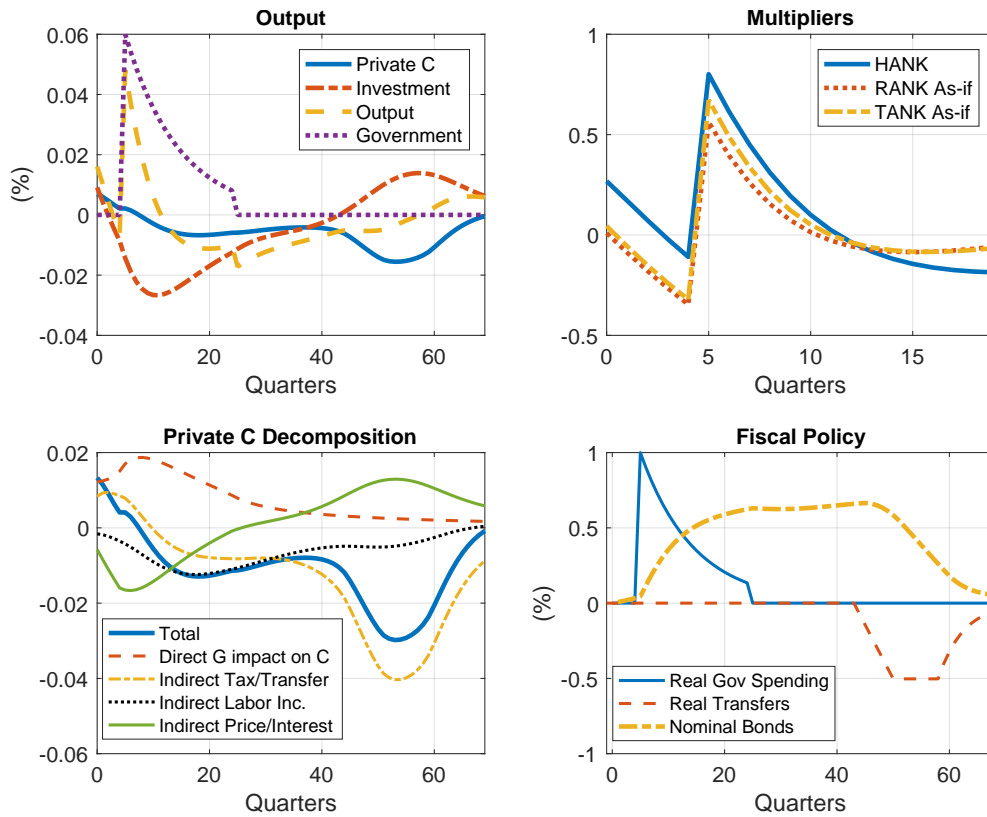 Output
0.06
0.04
0.02
0
-0.02
-0.04
(%)
0 20 40 60
Quarters
Private C
Investment
Output
Government
Multipliers
1
0.5
0
-0.5
0 5 10 15
Quarters
HANK
RANK As-if
TANK As-if
Private C Decomposition
0.02
0
-0.02
-0.04
-0.06
0 20 40 60
Quarters
Total
Direct G impact on C
Indirect Tax/Transfer
Indirect Labor Inc.
Indirect Price/Interest
Fiscal Policy
1
0.5
0
-0.5
-1
(%)
0 20 40 60
Quarters
Real Gov Spending
Real Transfers
Nominal Bonds